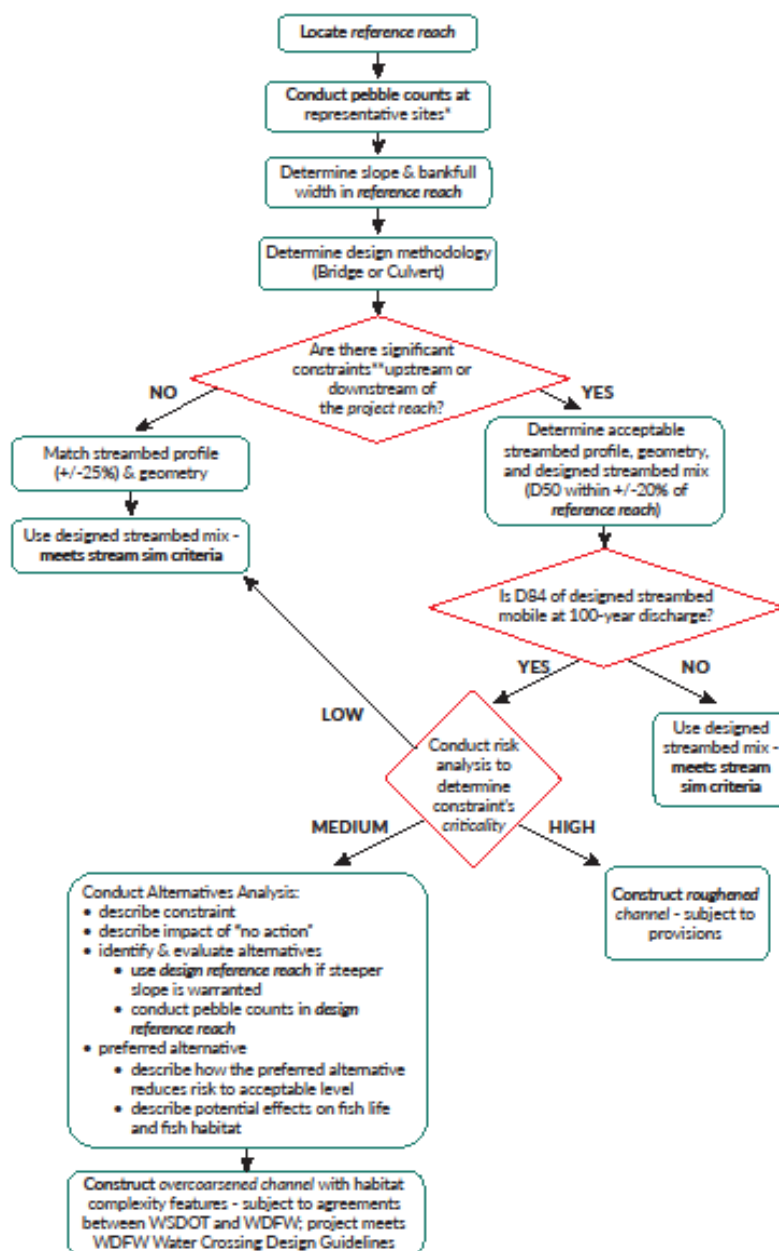 Locate reference reach
Conduct pebble counts at
representative sites*
Determine slope & bankfull
width in reference reach
Determine design methodology
(Bridge or Culvert)
Are there significant
constraints**upstream or
downstream of
the project reach?
NO
YES
Match streambed profile
(+/-25%) & geometry
Determine acceptable
streambed profile, geometry,
and designed streambed mix
(D50 within +/-20% of
reference reach)
Use designed streambed mix -
meets stream sim criteria
Is D84 of designed streambed
mobile at 100-year discharge?
YES
NO
LOW
Use designed
streambed mix -
meets stream
sim criteria
Conduct risk
analysis to
determine
constraint's
criticality
MEDIUM
HIGH
Construct roughened
channel - subject to
provisions
Conduct Alternatives Analysis:
• describe constraint
• describe impact of "no action"
• identify & evaluate alternatives
• use design reference reach if steeper
slope is warranted
• conduct pebble counts in design
reference reach
• preferred alternative
• describe how the preferred alternative
reduces risk to acceptable level
• describe potential effects on fish life
and fish habitat
Construct overcoarsened channel with habitat
complexity features - subject to agreements
between WSDOT and WDFW; project meets
WDFW Water Crossing Design Guidelines